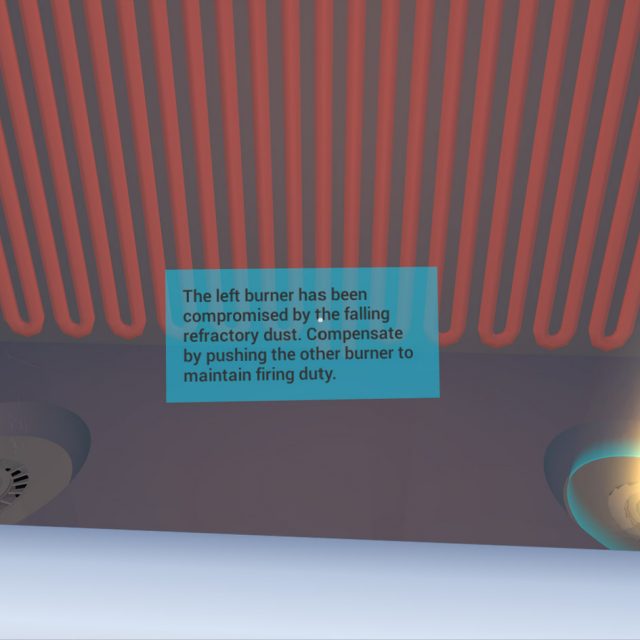 The left burner has been
compromised by the falling
refractory dust. Compensate
by pushing the other burner to
maintain firing duty.